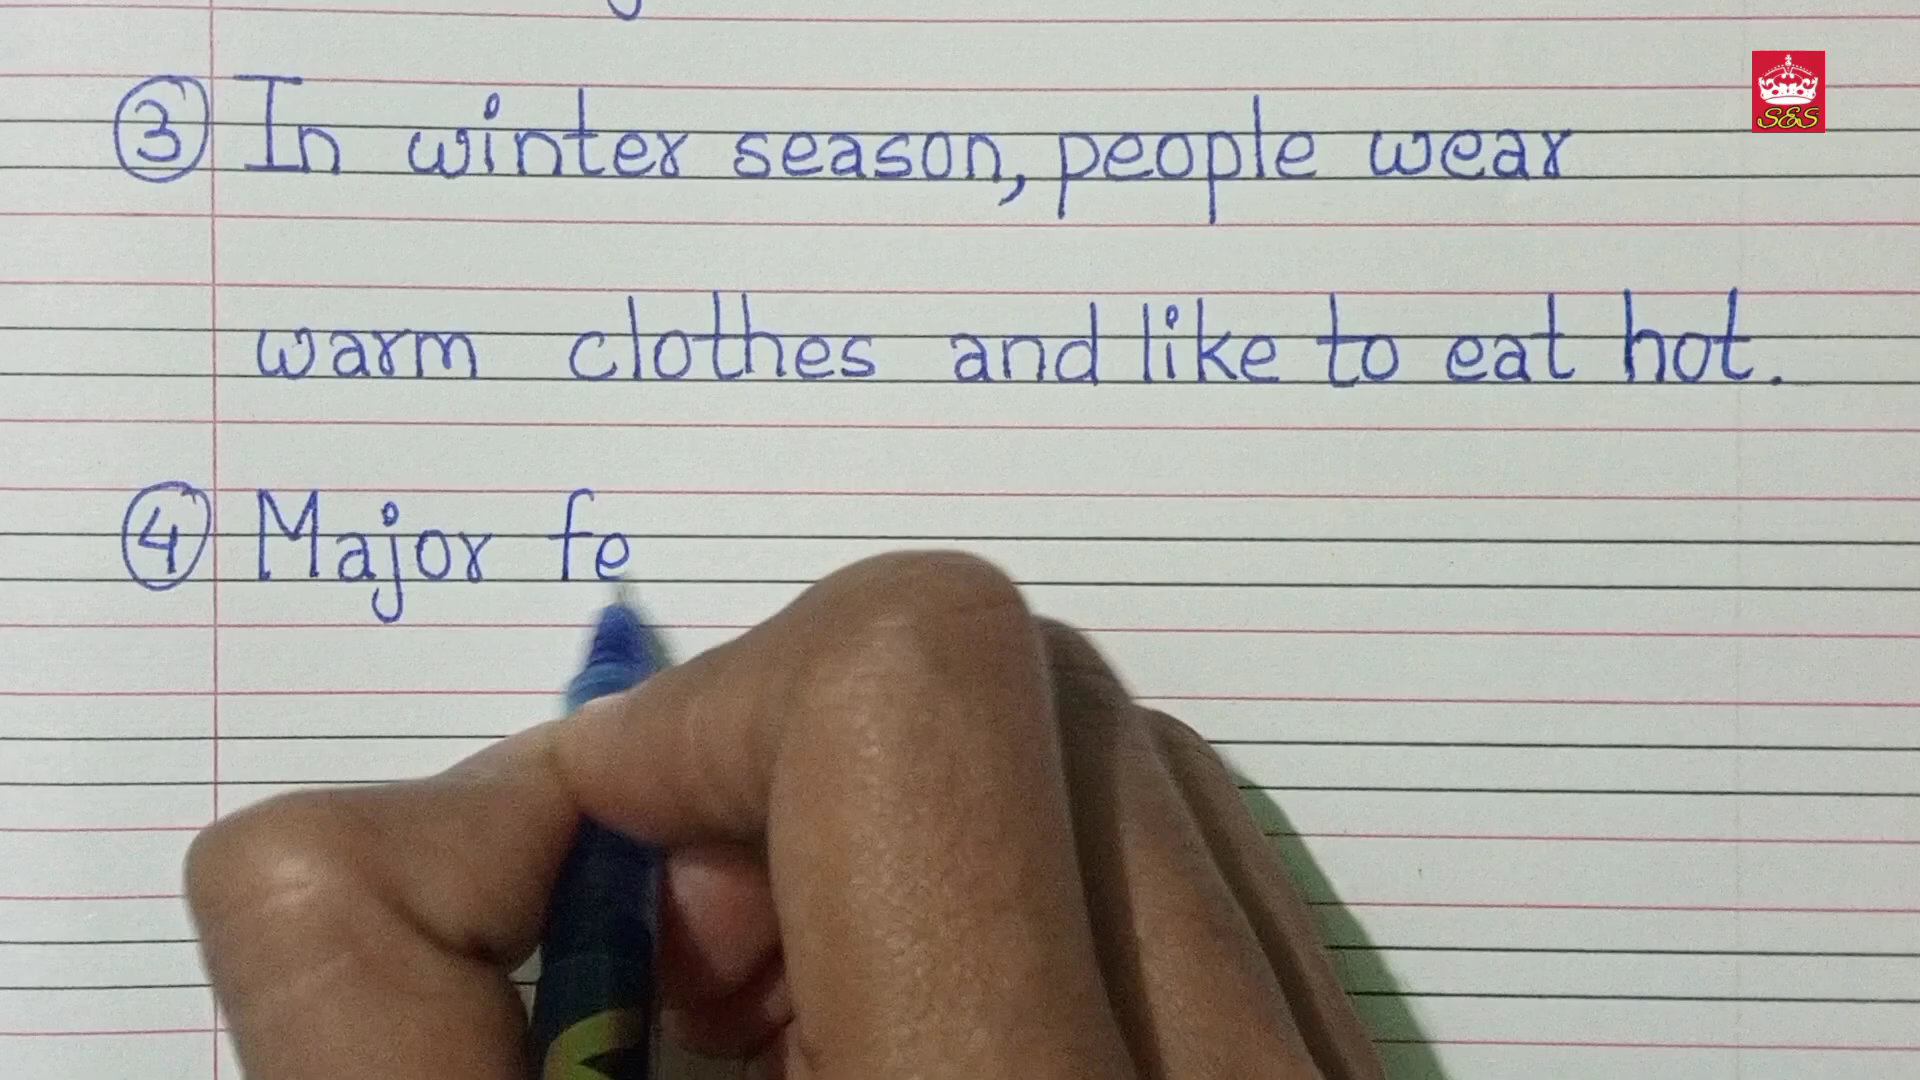 ③ In winter season, people wear
warm clothes and like to eat hot.
④ Major fe
S&S